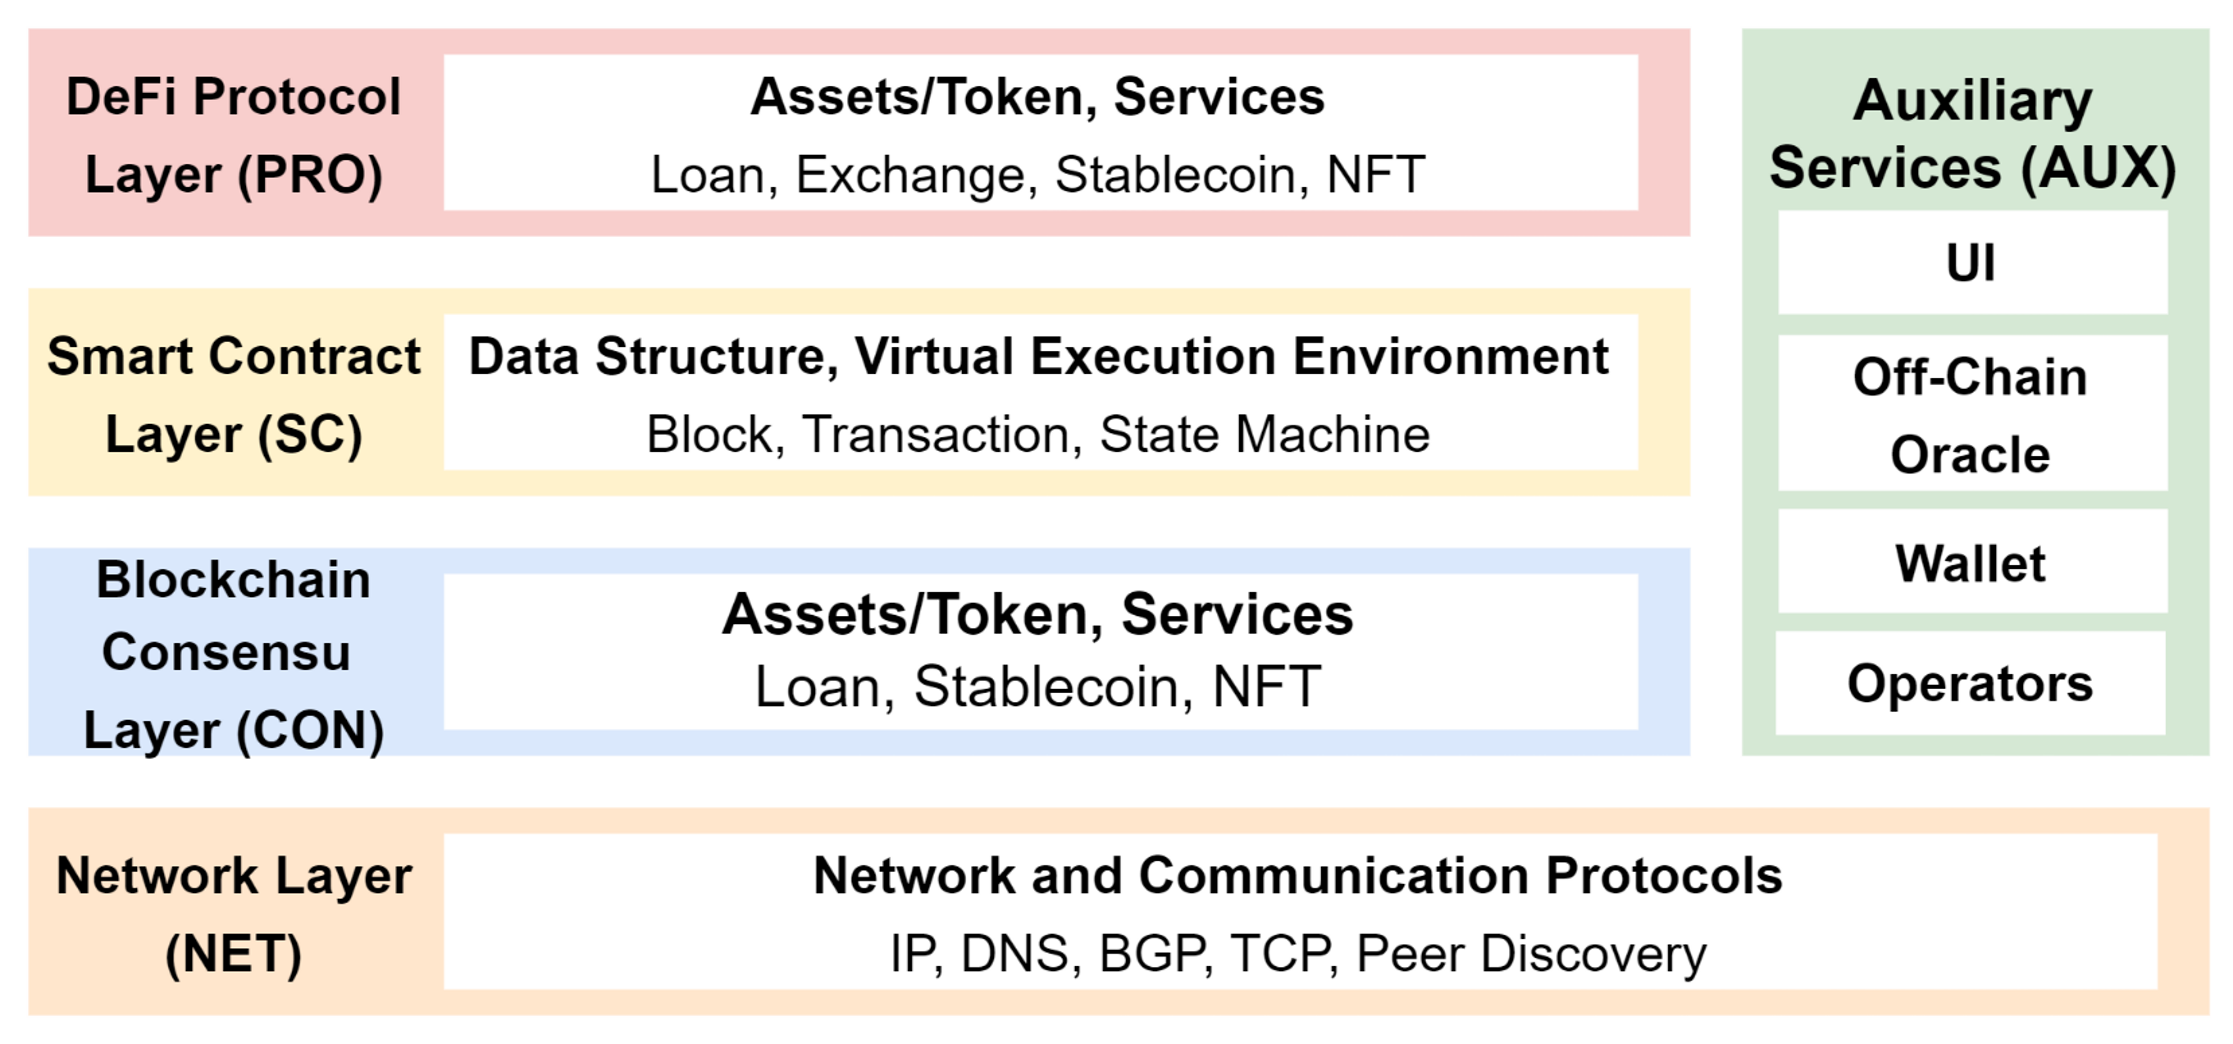 DeFi Protocol
Layer (PRO)
Assets/Token, Services
Loan, Exchange, Stablecoin, NFT
Smart Contract
Layer (SC)
Data Structure, Virtual Execution Environment
Block, Transaction, State Machine
Blockchain
Consensu
Layer (CON)
Assets/Token, Services
Loan, Stablecoin, NFT
Network Layer
(NET)
Network and Communication Protocols
IP, DNS, BGP, TCP, Peer Discovery
Auxiliary
Services (AUX)
UI
Off-Chain
Oracle
Wallet
Operators